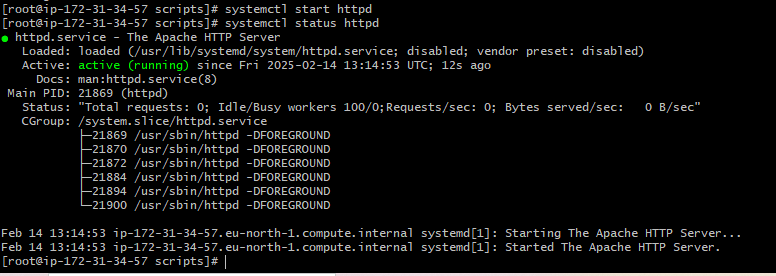 [root@ip-172-31-34-57 scripts]# systemctl start httpd
[root@ip-172-31-34-57 scripts]# systemctl status httpd
● httpd.service - The Apache HTTP Server
   Loaded: loaded (/usr/lib/systemd/system/httpd.service; disabled; vendor preset: disabled)
   Active: active (running) since Fri 2025-02-14 13:14:53 UTC; 12s ago
     Docs: man:httpd.service(8)
 Main PID: 21869 (httpd)
   Status: "Total requests: 0; Idle/Busy workers 100/0;Requests/sec: 0; Bytes served/sec:   0 B/sec"
   CGroup: /system.slice/httpd.service
           ├─21869 /usr/sbin/httpd -DFOREGROUND
           ├─21870 /usr/sbin/httpd -DFOREGROUND
           ├─21872 /usr/sbin/httpd -DFOREGROUND
           ├─21884 /usr/sbin/httpd -DFOREGROUND
           ├─21894 /usr/sbin/httpd -DFOREGROUND
           └─21900 /usr/sbin/httpd -DFOREGROUND

Feb 14 13:14:53 ip-172-31-34-57.eu-north-1.compute.internal systemd[1]: Starting The Apache HTTP Server...
Feb 14 13:14:53 ip-172-31-34-57.eu-north-1.compute.internal systemd[1]: Started The Apache HTTP Server.
[root@ip-172-31-34-57 scripts]#